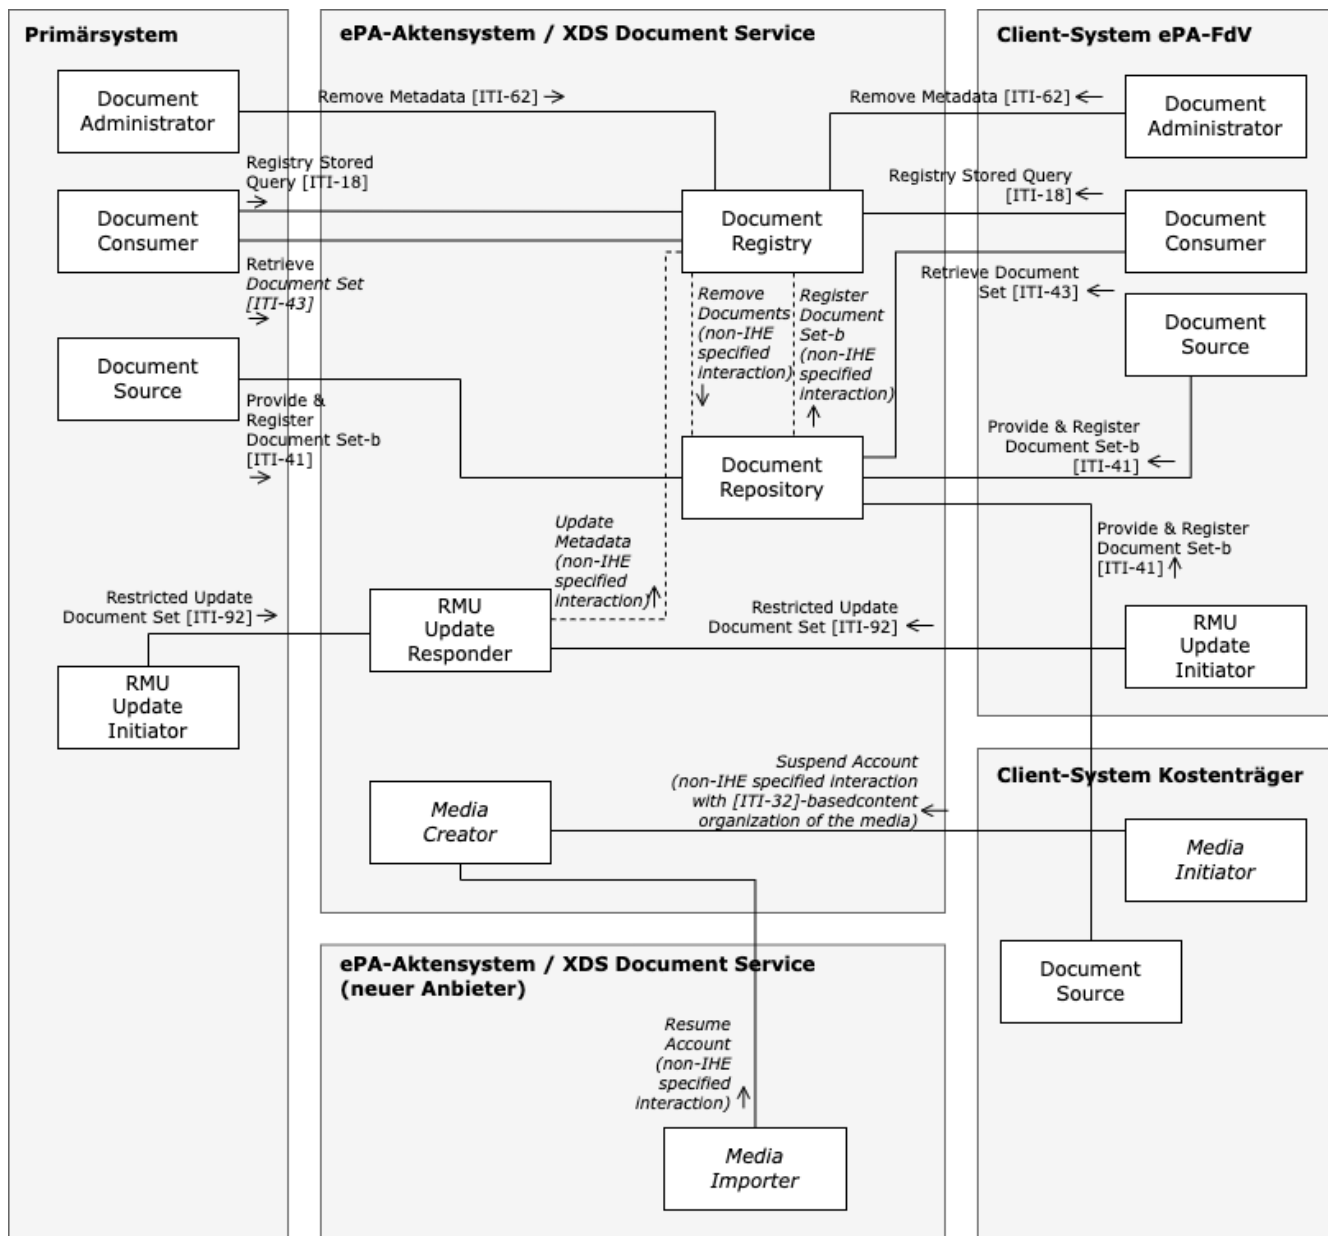 Primärsystem
Document
Administrator
Registry Stored
Query [ITI-18]
Document
Consumer
Retrieve
Document Set
[ITI-43]
Document
Source
Provide &
Register
Document Set-b
[ITI-41]
Restricted Update
Document Set [ITI-92]
RMU
Update
Initiator
ePA-Aktensystem / XDS Document Service
Remove Metadata [ITI-62]
Document
Registry
Remove
Documents
(non-IHE
specified
interaction)
Register
Document
Set-b
(non-IHE
specified
interaction)
Document
Repository
Update
Metadata
(non-IHE
specified
interaction)
RMU
Update
Responder
Restricted Update
Document Set [ITI-92]
Suspend Account
(non-IHE specified interaction
with [ITI-32]-basedcontent
organization of the media)
Media
Creator
ePA-Aktensystem / XDS Document Service
(neuer Anbieter)
Resume
Account
(non-IHE
specified
interaction)
Media
Importer
Client-System ePA-FdV
Remove Metadata [ITI-62]
Document
Administrator
Registry Stored Query
[ITI-18]
Document
Consumer
Retrieve Document
Set [ITI-43]
Document
Source
Provide & Register
Document Set-b
[ITI-41]
Provide & Register
Document Set-b
[ITI-41]
RMU
Update
Initiator
Client-System Kostenträger
Media
Initiator
Document
Source